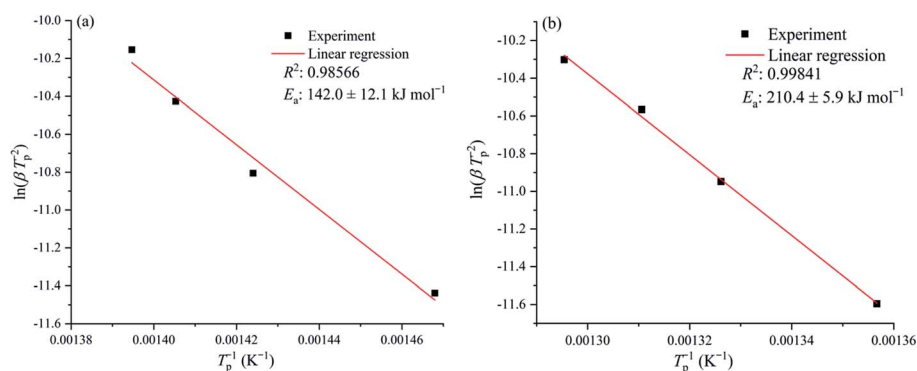 (a)
Experiment
Linear regression
R²: 0.98566
Eₐ: 142.0 ± 12.1 kJ mol⁻¹
ln(β Tₚ⁻²)
-10.0
-10.2
-10.4
-10.6
-10.8
-11.0
-11.2
-11.4
-11.6
0.00138 0.00140 0.00142 0.00144 0.00146
Tₚ⁻¹ (K⁻¹)
(b)
Experiment
Linear regression
R²: 0.99841
Eₐ: 210.4 ± 5.9 kJ mol⁻¹
ln(β Tₚ⁻²)
-10.2
-10.4
-10.6
-10.8
-11.0
-11.2
-11.4
-11.6
0.00130 0.00132 0.00134 0.00136
Tₚ⁻¹ (K⁻¹)